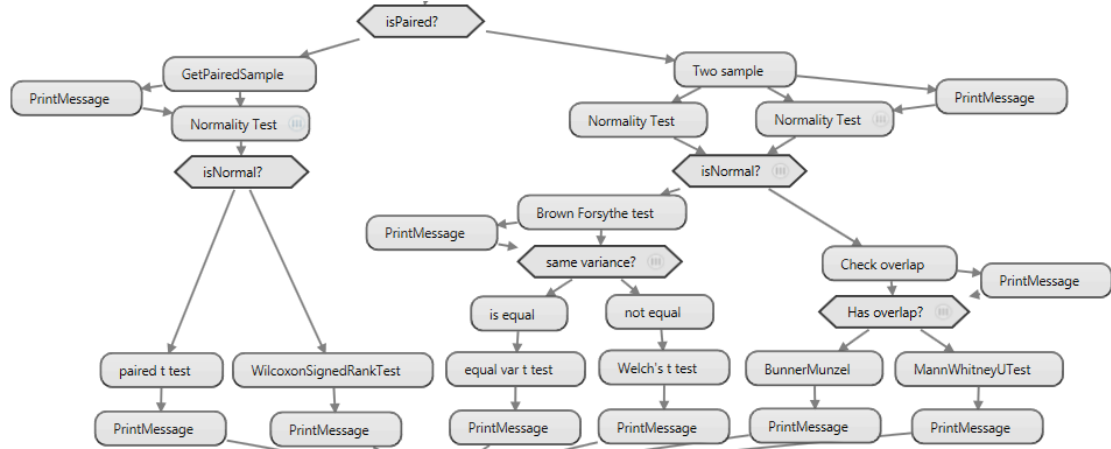 isPaired?
GetPairedSample
Two sample
PrintMessage
PrintMessage
Normality Test
Normality Test
Normality Test
isNormal?
isNormal?
Brown Forsythe test
PrintMessage
same variance?
Check overlap
PrintMessage
is equal
not equal
Has overlap?
paired t test
WilcoxonSignedRankTest
equal var t test
Welch's t test
BunnerMunzel
MannWhitneyUTest
PrintMessage
PrintMessage
PrintMessage
PrintMessage
PrintMessage
PrintMessage